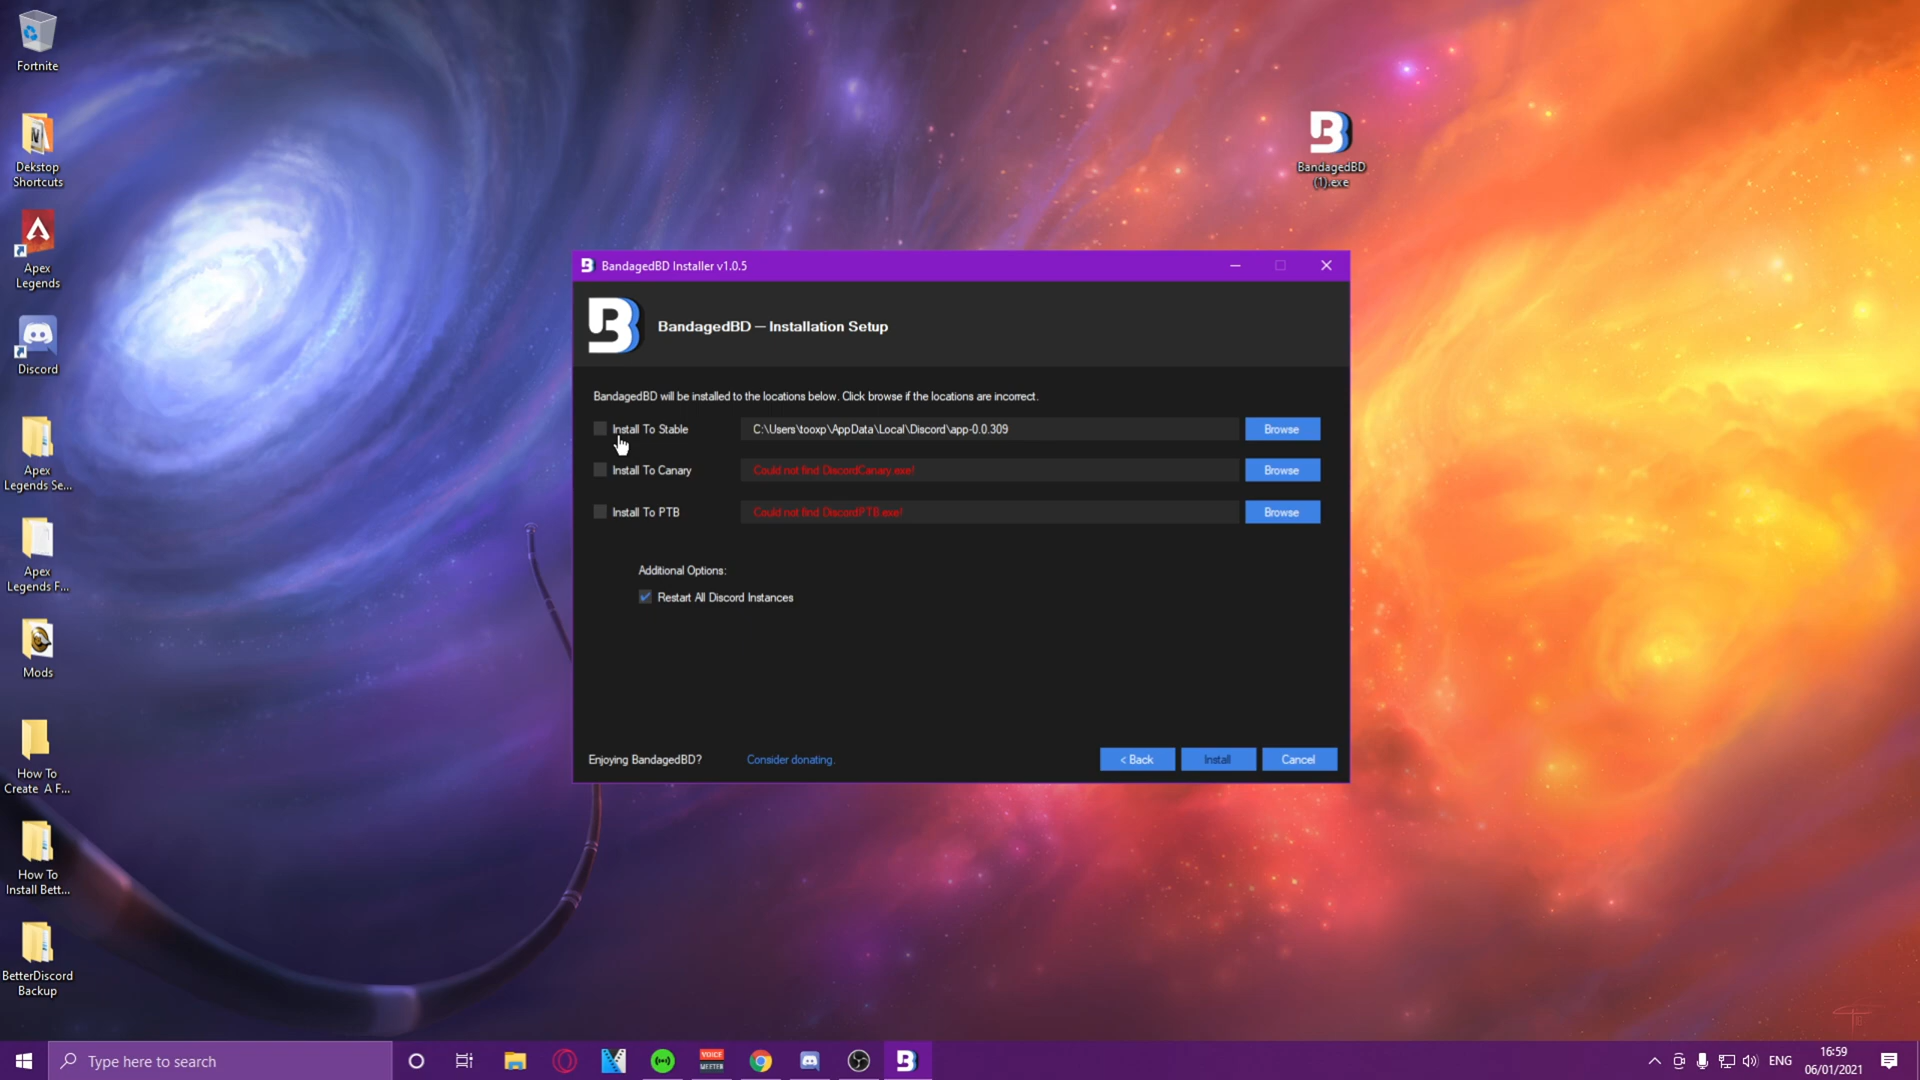 Fortnite
Dekstop
Shortcuts
Apex
Legends
Discord
Apex
Legends Se...
Apex
Legends F...
Mods
How To
Create A F...
How To
Install Bett...
BetterDiscord
Backup
BandagedBD
(1).exe
BandagedBD Installer v1.0.5
BandagedBD — Installation Setup
BandagedBD will be installed to the locations below. Click browse if the locations are incorrect.
Install To Stable C:\Users\tooxp\AppData\Local\Discord\app-0.0.309 Browse
Install To Canary Could not find DiscordCanary.exe! Browse
Install To PTB Could not find DiscordPTB.exe! Browse
Additional Options:
Restart All Discord Instances
Enjoying BandagedBD? Consider donating. < Back Install Cancel
Type here to search
VOICE
MEETER
ENG
16:59
06/01/2021